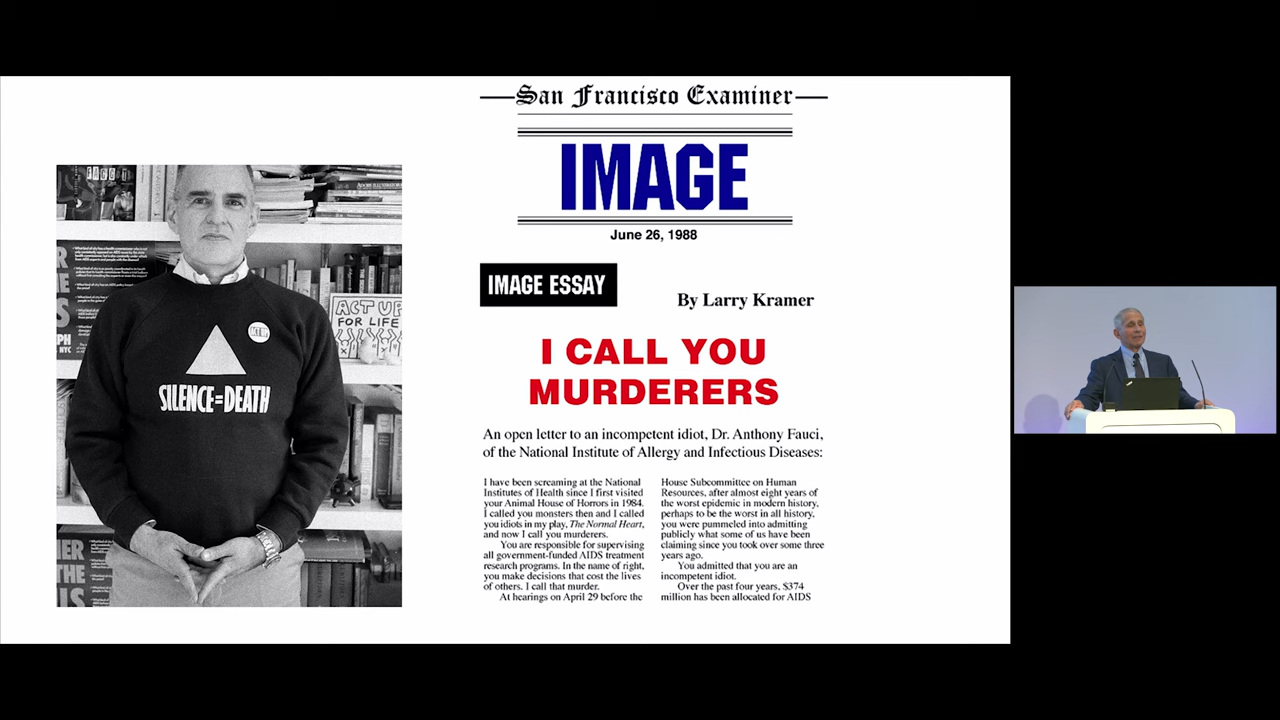 San Francisco Examiner
IMAGE
June 26, 1988
IMAGE ESSAY
By Larry Kramer
I CALL YOU
MURDERERS
An open letter to an incompetent idiot, Dr. Anthony Fauci,
of the National Institute of Allergy and Infectious Diseases:
I have been screaming at the National
Institutes of Health since I first visited
your Animal House of Horrors in 1984.
I called you monsters then and I called
you idiots in my play, The Normal Heart,
and now I call you murderers.
You are responsible for supervising
all government-funded AIDS treatment
research programs. In the name of right,
you make decisions that cost the lives
of others. I call that murder.
At hearings on April 29 before the
House Subcommittee on Human
Resources, after almost eight years of
the worst epidemic in modern history,
perhaps to be the worst in all history,
you were pummeled into admitting
publicly what some of us have been
claiming since you took over some three
years ago.
You admitted that you are an
incompetent idiot.
Over the past four years, $374
million has been allocated for AIDS
ACT UP
FOR LIFE
SILENCE=DEATH
NYC